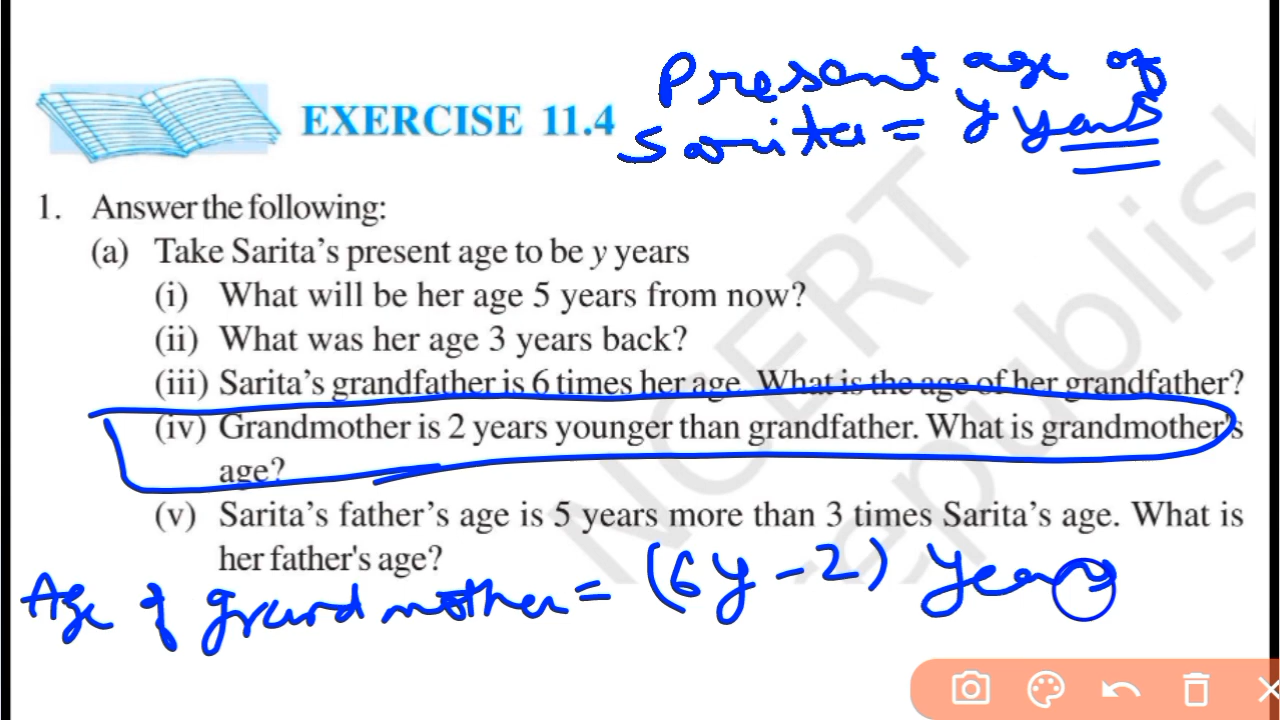 Present age of
EXERCISE 11.4 Sarita = y years
1. Answer the following:
(a) Take Sarita's present age to be y years
(i) What will be her age 5 years from now?
(ii) What was her age 3 years back?
(iii) Sarita's grandfather is 6 times her age. What is the age of her grandfather?
(iv) Grandmother is 2 years younger than grandfather. What is grandmother's
age?
(v) Sarita's father's age is 5 years more than 3 times Sarita's age. What is
her father's age?
Age of grandmother = (6y - 2) years
NCERT
republish